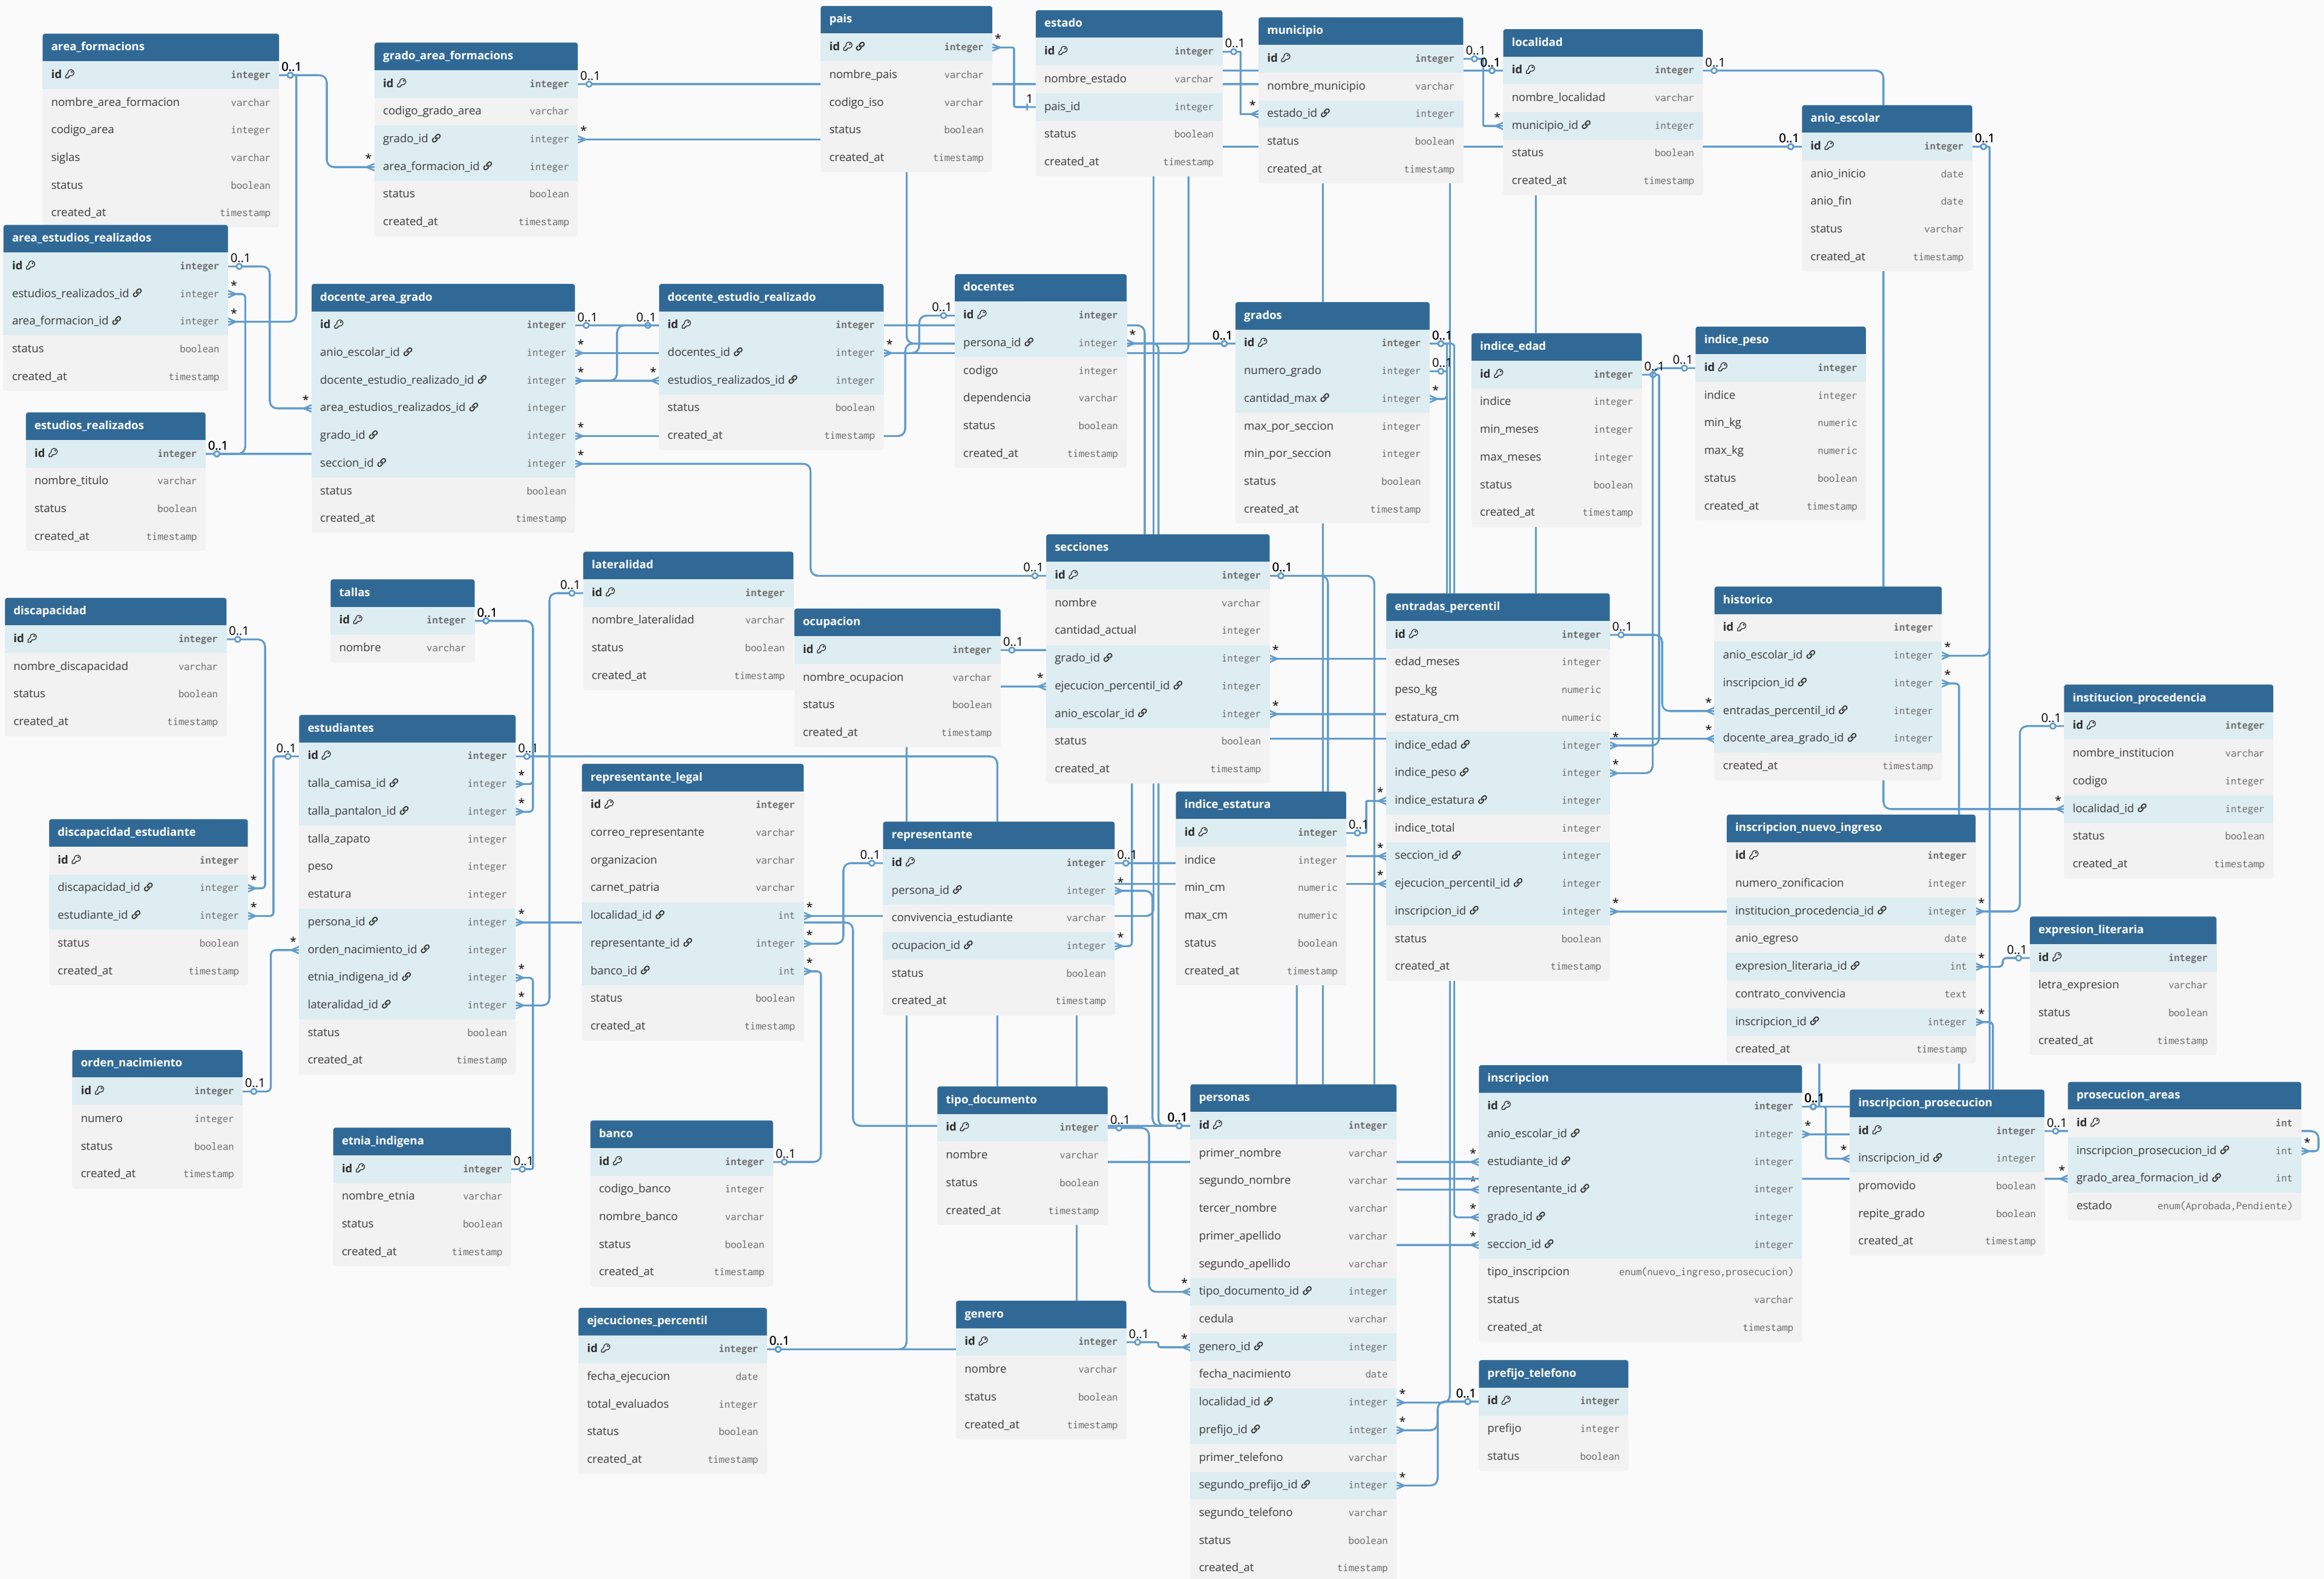 pais
id integer
nombre_pais varchar
codigo_iso varchar
status boolean
created_at timestamp
estado
id integer
nombre_estado varchar
pais_id integer
status boolean
created_at timestamp
municipio
id integer
nombre_municipio varchar
estado_id integer
status boolean
created_at timestamp
localidad
id integer
nombre_localidad varchar
municipio_id integer
status boolean
created_at timestamp
area_formacions
id integer
nombre_area_formacion varchar
codigo_area integer
siglas varchar
status boolean
created_at timestamp
grado_area_formacions
id integer
codigo_grado_area varchar
grado_id integer
area_formacion_id integer
status boolean
created_at timestamp
anio_escolar
id integer
anio_inicio date
anio_fin date
status varchar
created_at timestamp
area_estudios_realizados
id integer
estudios_realizados_id integer
area_formacion_id integer
status boolean
created_at timestamp
docente_area_grado
id integer
anio_escolar_id integer
docente_estudio_realizado_id integer
area_estudios_realizados_id integer
grado_id integer
seccion_id integer
status boolean
created_at timestamp
docente_estudio_realizado
id integer
docentes_id integer
estudios_realizados_id integer
status boolean
created_at timestamp
docentes
id integer
persona_id integer
codigo integer
dependencia varchar
status boolean
created_at timestamp
grados
id integer
numero_grado integer
cantidad_max integer
max_por_seccion integer
min_por_seccion integer
status boolean
created_at timestamp
indice_edad
id integer
indice integer
min_meses integer
max_meses integer
status boolean
created_at timestamp
indice_peso
id integer
indice integer
min_kg numeric
max_kg numeric
status boolean
created_at timestamp
estudios_realizados
id integer
nombre_titulo varchar
status boolean
created_at timestamp
secciones
id integer
nombre varchar
cantidad_actual integer
grado_id integer
ejecucion_percentil_id integer
anio_escolar_id integer
status boolean
created_at timestamp
lateralidad
id integer
nombre_lateralidad varchar
status boolean
created_at timestamp
tallas
id integer
nombre varchar
discapacidad
id integer
nombre_discapacidad varchar
status boolean
created_at timestamp
ocupacion
id integer
nombre_ocupacion varchar
status boolean
created_at timestamp
entradas_percentil
id integer
edad_meses integer
peso_kg numeric
estatura_cm numeric
indice_edad integer
indice_peso integer
indice_estatura integer
indice_total integer
seccion_id integer
ejecucion_percentil_id integer
inscripcion_id integer
status boolean
created_at timestamp
historico
id integer
anio_escolar_id integer
inscripcion_id integer
entradas_percentil_id integer
docente_area_grado_id integer
created_at timestamp
institucion_procedencia
id integer
nombre_institucion varchar
codigo integer
localidad_id integer
status boolean
created_at timestamp
estudiantes
id integer
talla_camisa_id integer
talla_pantalon_id integer
talla_zapato integer
peso integer
estatura integer
persona_id integer
orden_nacimiento_id integer
etnia_indigena_id integer
lateralidad_id integer
status boolean
created_at timestamp
representante_legal
id integer
correo_representante varchar
organizacion varchar
carnet_patria varchar
localidad_id int
representante_id integer
banco_id int
status boolean
created_at timestamp
discapacidad_estudiante
id integer
discapacidad_id integer
estudiante_id integer
status boolean
created_at timestamp
representante
id integer
persona_id integer
convivencia_estudiante varchar
ocupacion_id integer
status boolean
created_at timestamp
indice_estatura
id integer
indice integer
min_cm numeric
max_cm numeric
status boolean
created_at timestamp
inscripcion_nuevo_ingreso
id integer
numero_zonificacion integer
institucion_procedencia_id integer
anio_egreso date
expresion_literaria_id int
contrato_convivencia text
inscripcion_id integer
created_at timestamp
expresion_literaria
id integer
letra_expresion varchar
status boolean
created_at timestamp
orden_nacimiento
id integer
numero integer
status boolean
created_at timestamp
etnia_indigena
id integer
nombre_etnia varchar
status boolean
created_at timestamp
banco
id integer
codigo_banco integer
nombre_banco varchar
status boolean
created_at timestamp
tipo_documento
id integer
nombre varchar
status boolean
created_at timestamp
personas
id integer
primer_nombre varchar
segundo_nombre varchar
tercer_nombre varchar
primer_apellido varchar
segundo_apellido varchar
tipo_documento_id integer
cedula varchar
genero_id integer
fecha_nacimiento date
localidad_id integer
prefijo_id integer
primer_telefono varchar
segundo_prefijo_id integer
segundo_telefono varchar
status boolean
created_at timestamp
inscripcion
id integer
anio_escolar_id integer
estudiante_id integer
representante_id integer
grado_id integer
seccion_id integer
tipo_inscripcion enum(nuevo_ingreso,prosecucion)
status varchar
created_at timestamp
inscripcion_prosecucion
id integer
inscripcion_id integer
promovido boolean
repite_grado boolean
created_at timestamp
prosecucion_areas
id int
inscripcion_prosecucion_id int
grado_area_formacion_id int
estado enum(Aprobada,Pendiente)
ejecuciones_percentil
id integer
fecha_ejecucion date
total_evaluados integer
status boolean
created_at timestamp
genero
id integer
nombre varchar
status boolean
created_at timestamp
prefijo_telefono
id integer
prefijo integer
status boolean